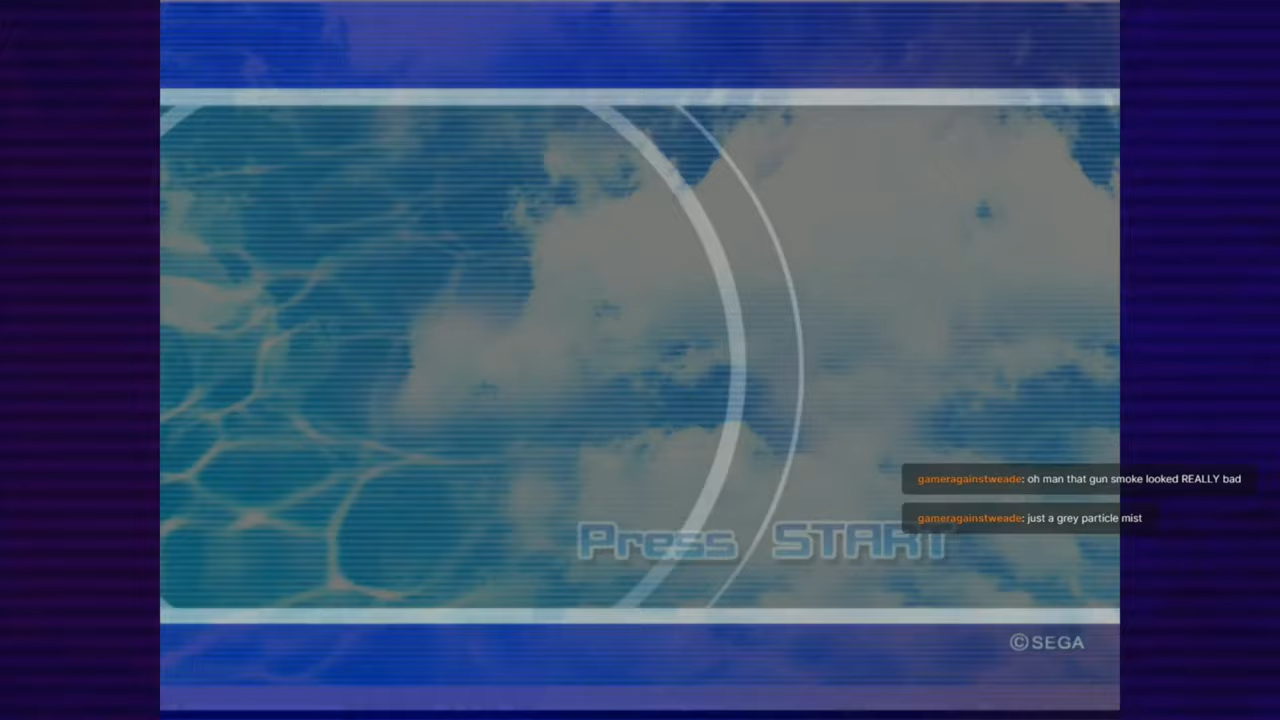 gameragainstweade: oh man that gun smoke looked REALLY bad
gameragainstweade: just a grey particle mist
Press START
©SEGA